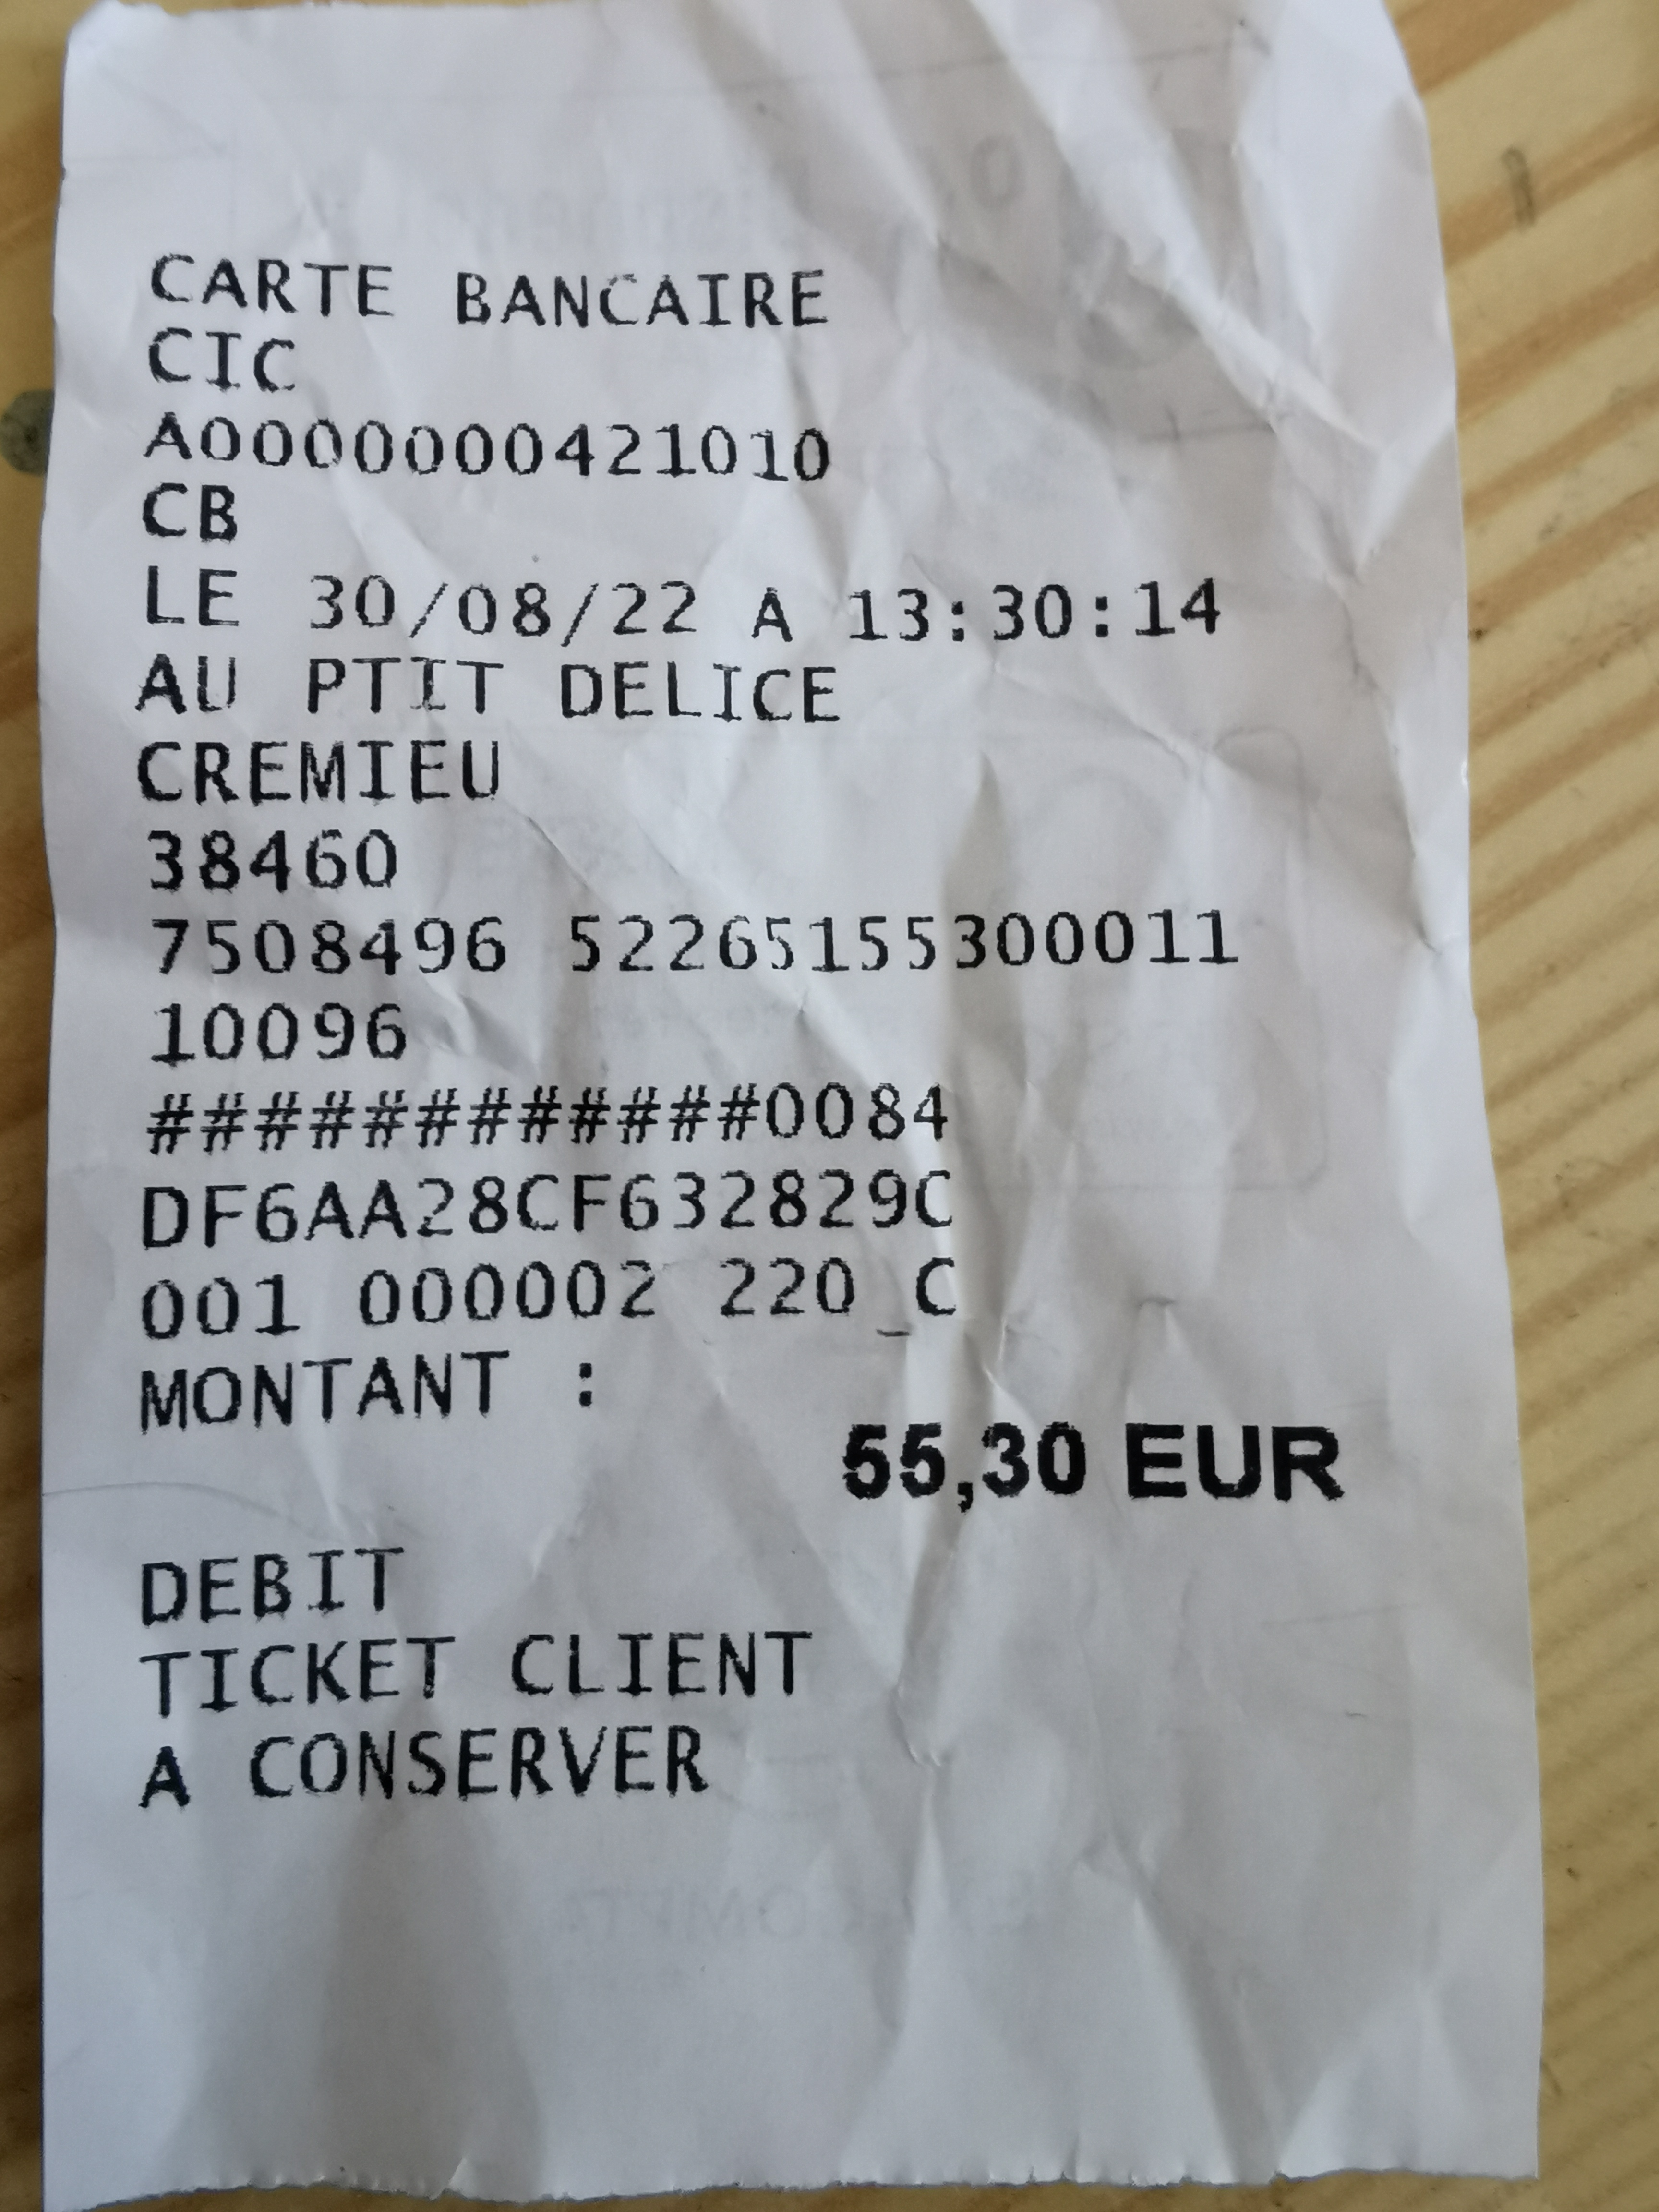 CARTE BANCAIRE
CIC
A0000000421010
CB
LE 30/08/22 A 13:30:14
AU PTIT DELICE
CREMIEU
38460
7508496 52265155300011
10096
############0084
DF6AA28CF632829C
001 000002 220_C
MONTANT :
55,30 EUR
DEBIT
TICKET CLIENT
A CONSERVER